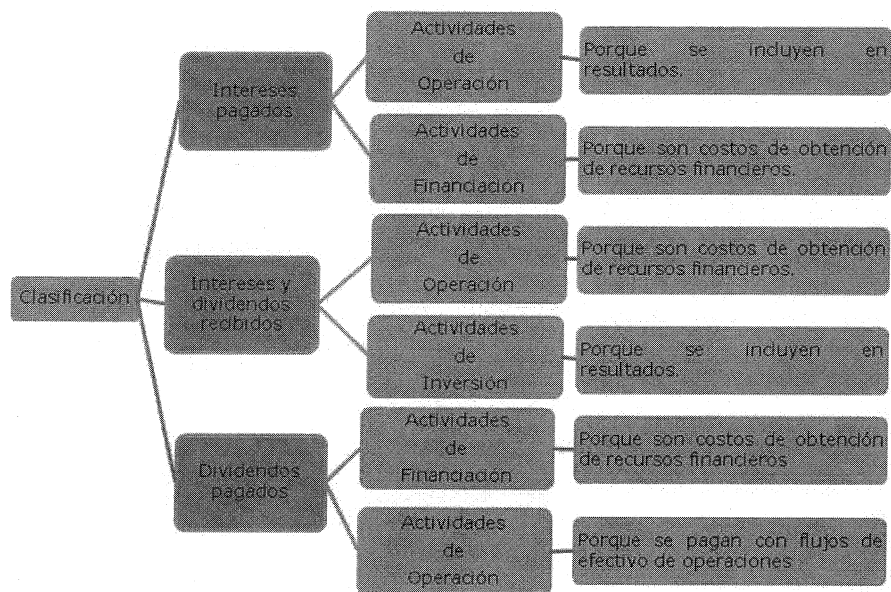 Clasificación
Intereses
pagados
Actividades
de
Operación
Porque se incluyen en
resultados.
Actividades
de
Financiación
Porque son costos de obtención
de recursos financieros.
Intereses y
dividendos
recibidos
Actividades
de
Operación
Porque son costos de obtención
de recursos financieros.
Actividades
de
Inversión
Porque se incluyen en
resultados.
Dividendos
pagados
Actividades
de
Financiación
Porque son costos de obtención
de recursos financieros
Actividades
de
Operación
Porque se pagan con flujos de
efectivo de operaciones